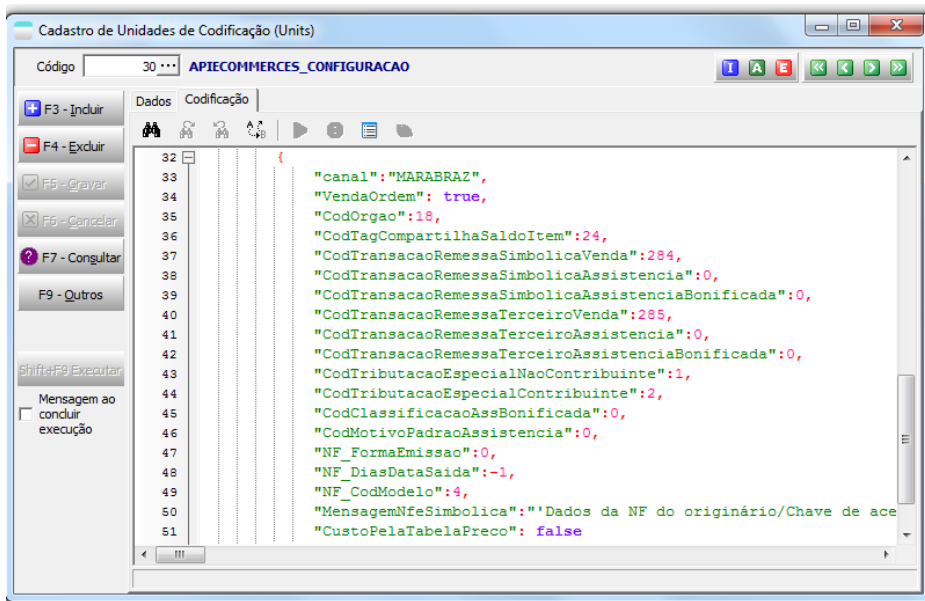 Cadastro de Unidades de Codificação (Units)
Código 30 ... APIECOMMERCES_CONFIGURACAO I A E
F3 - Incluir
F4 - Excluir
F5 - Gravar
F6 - Cancelar
F7 - Consultar
F9 - Outros
Shift+F9 Executar
Mensagem ao
concluir
execução
Dados Codificação
32 {
33 "canal":"MARABRAZ",
34 "VendaOrdem": true,
35 "CodOrgao":18,
36 "CodTagCompartilhaSaldoItem":24,
37 "CodTransacaoRemessaSimbolicaVenda":284,
38 "CodTransacaoRemessaSimbolicaAssistencia":0,
39 "CodTransacaoRemessaSimbolicaAssistenciaBonificada":0,
40 "CodTransacaoRemessaTerceiroVenda":285,
41 "CodTransacaoRemessaTerceiroAssistencia":0,
42 "CodTransacaoRemessaTerceiroAssistenciaBonificada":0,
43 "CodTributacaoEspecialNaoContribuinte":1,
44 "CodTributacaoEspecialContribuinte":2,
45 "CodClassificacaoAssBonificada":0,
46 "CodMotivoPadraoAssistencia":0,
47 "NF_FormaEmissao":0,
48 "NF_DiasDataSaida":-1,
49 "NF_CodModelo":4,
50 "MensagemNfeSimbolica":"'Dados da NF do originário/Chave de ace
51 "CustoPelaTabelaPreco": false